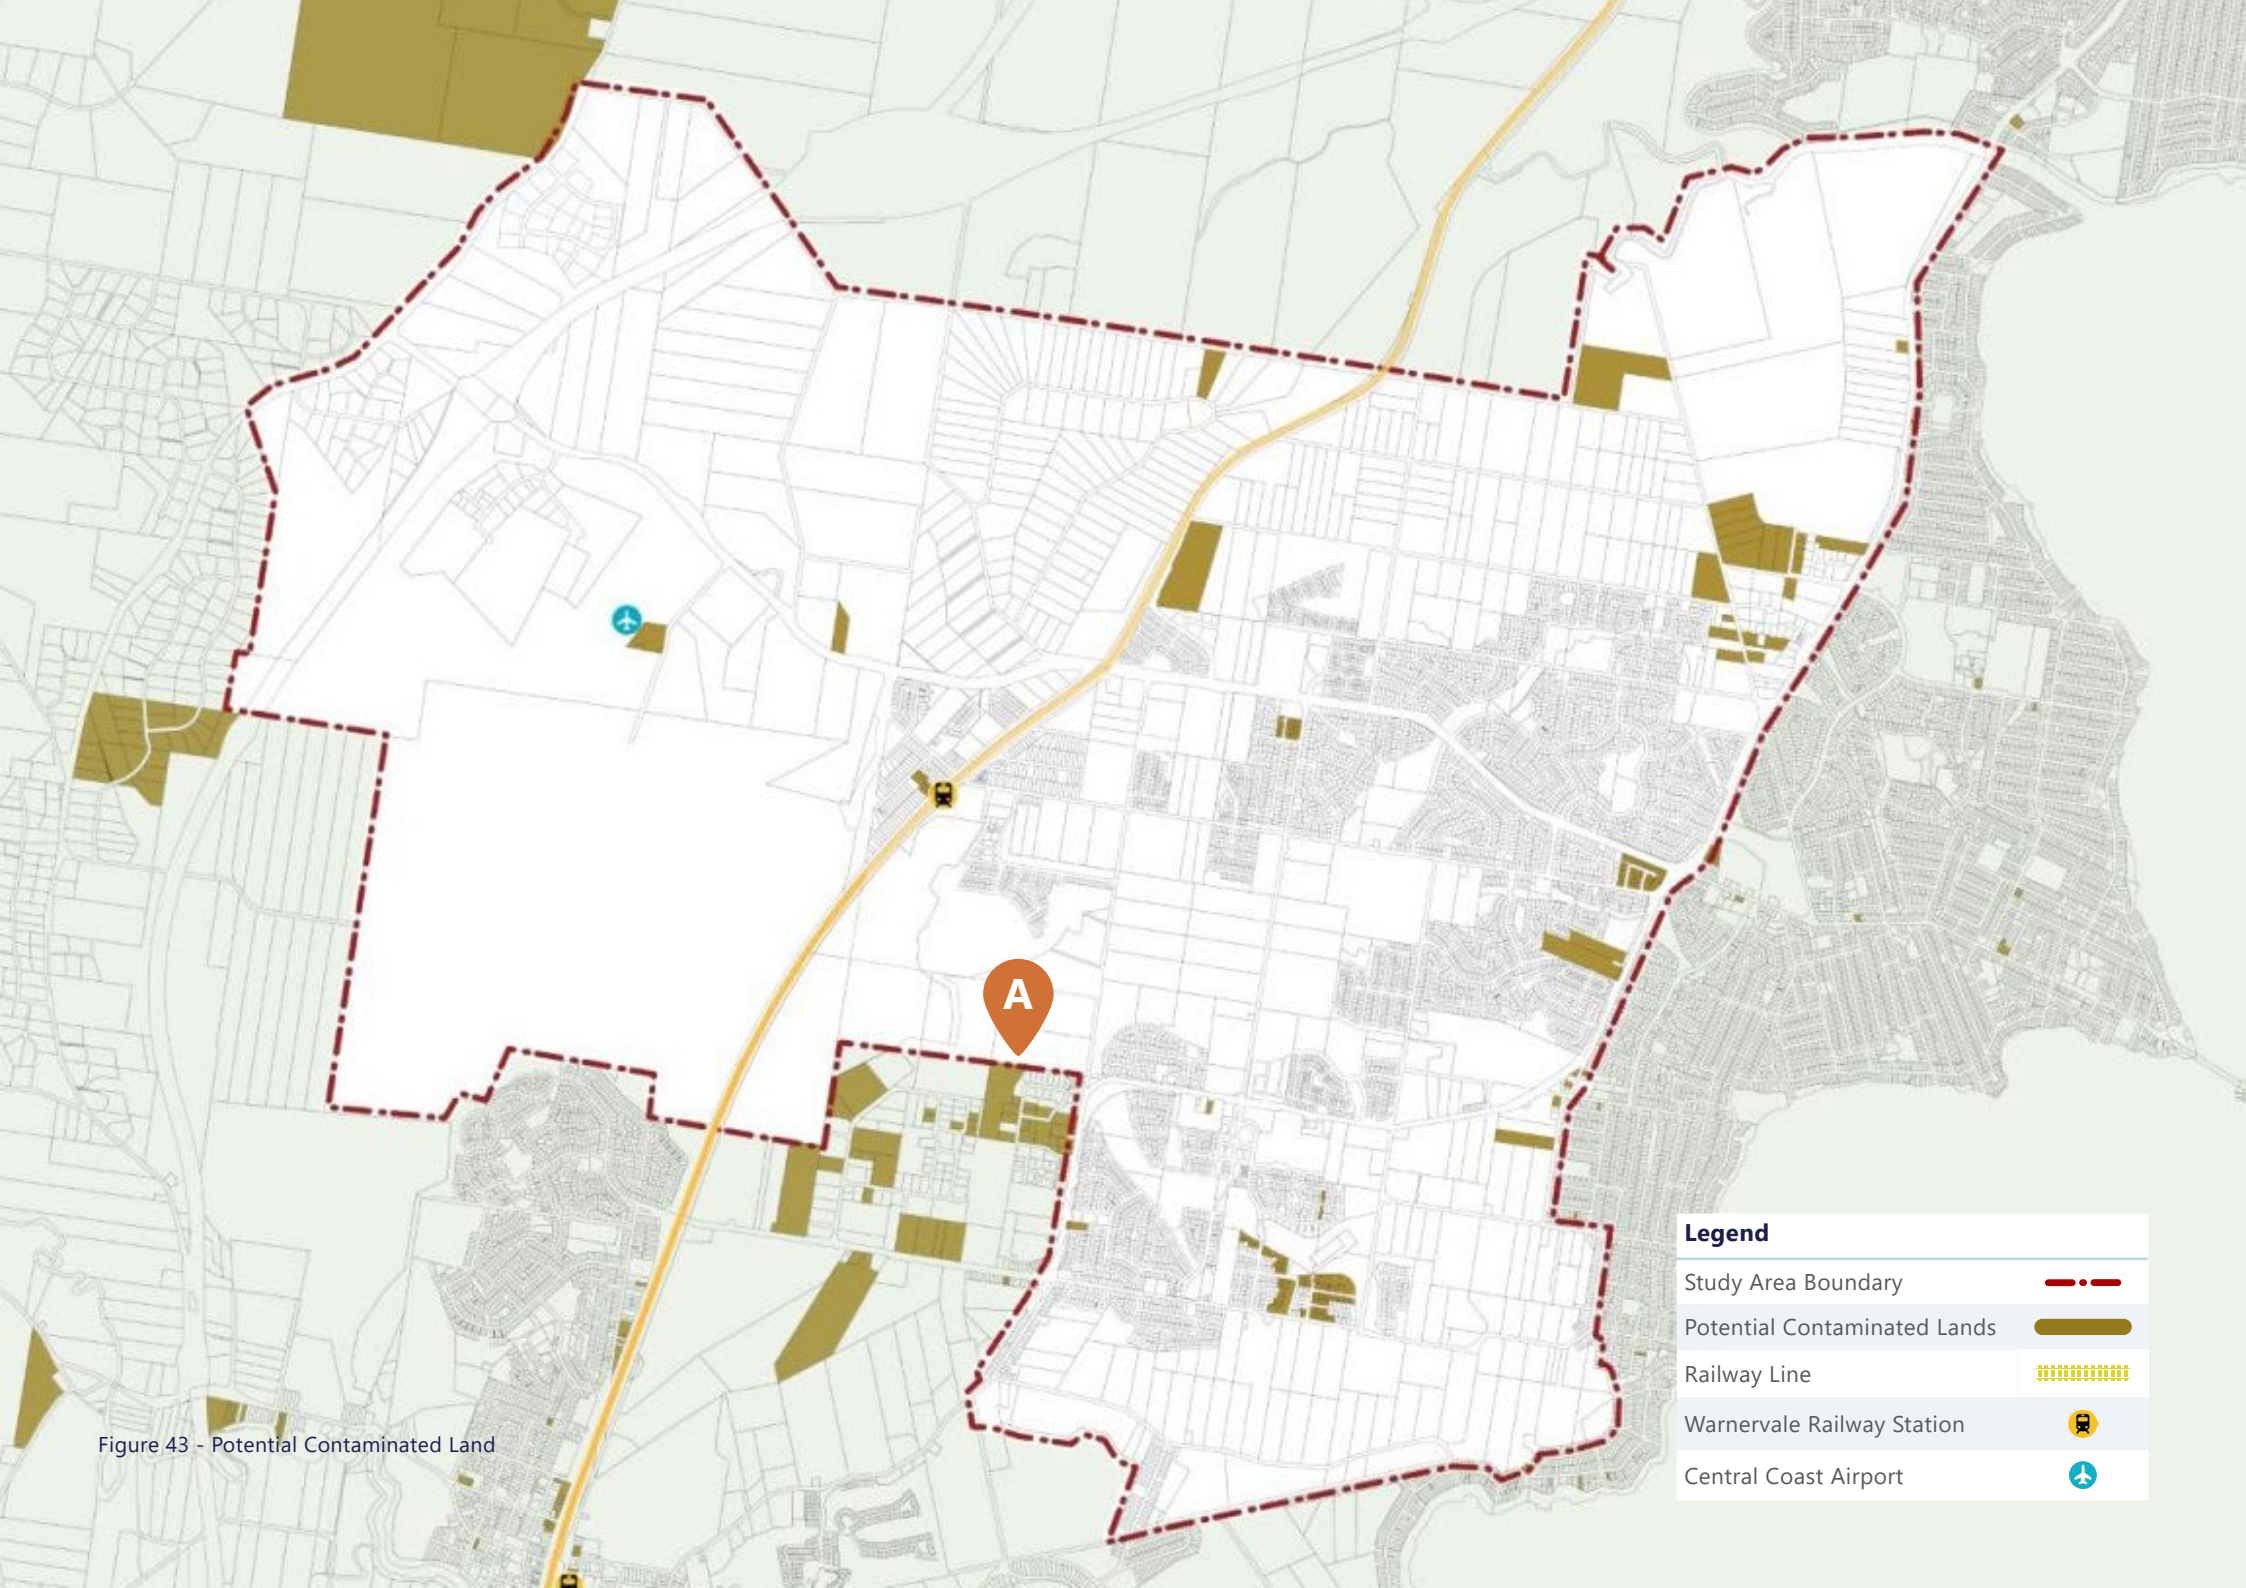 A
Legend
Study Area Boundary
Potential Contaminated Lands
Railway Line
Warnervale Railway Station
Central Coast Airport
Figure 43 - Potential Contaminated Land